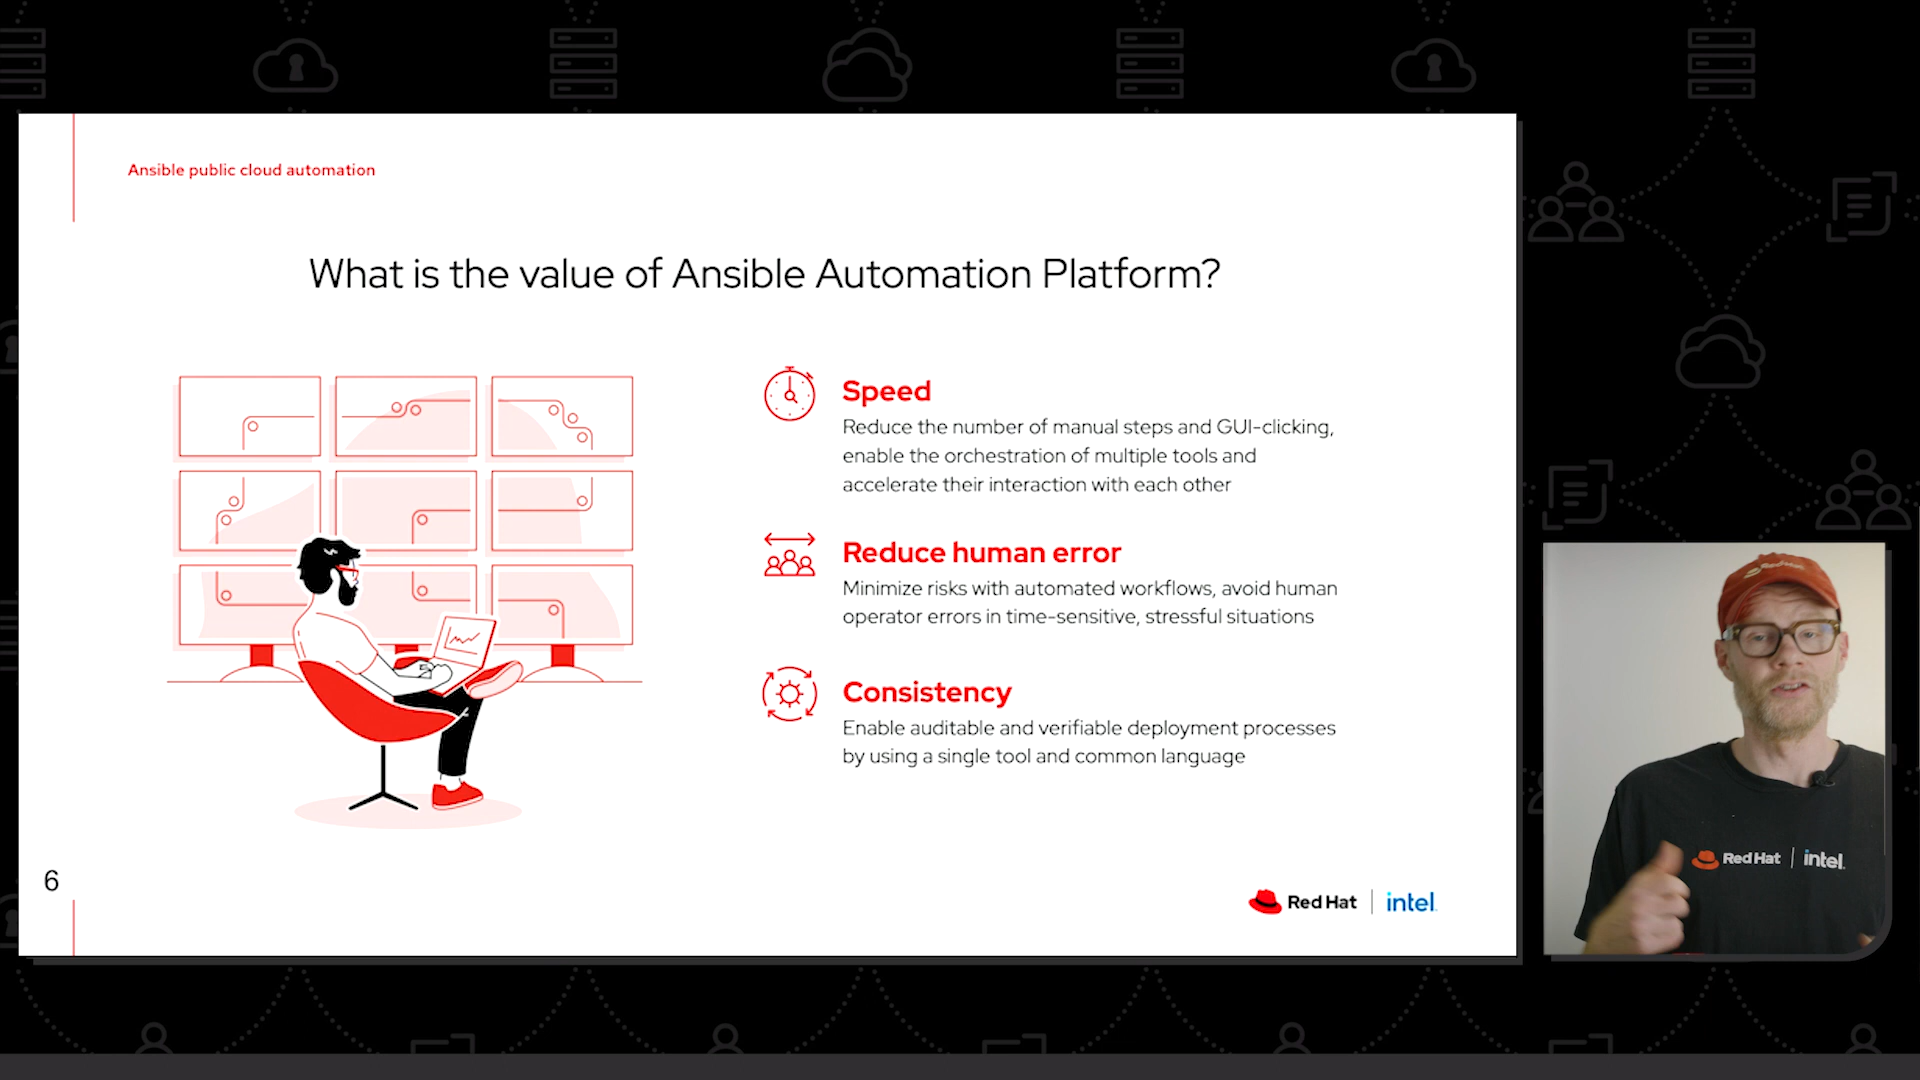 Ansible public cloud automation
What is the value of Ansible Automation Platform?
Speed
Reduce the number of manual steps and GUI-clicking,
enable the orchestration of multiple tools and
accelerate their interaction with each other
Reduce human error
Minimize risks with automated workflows, avoid human
operator errors in time-sensitive, stressful situations
Consistency
Enable auditable and verifiable deployment processes
by using a single tool and common language
6
Red Hat | intel.
Red Hat
Red Hat | intel.